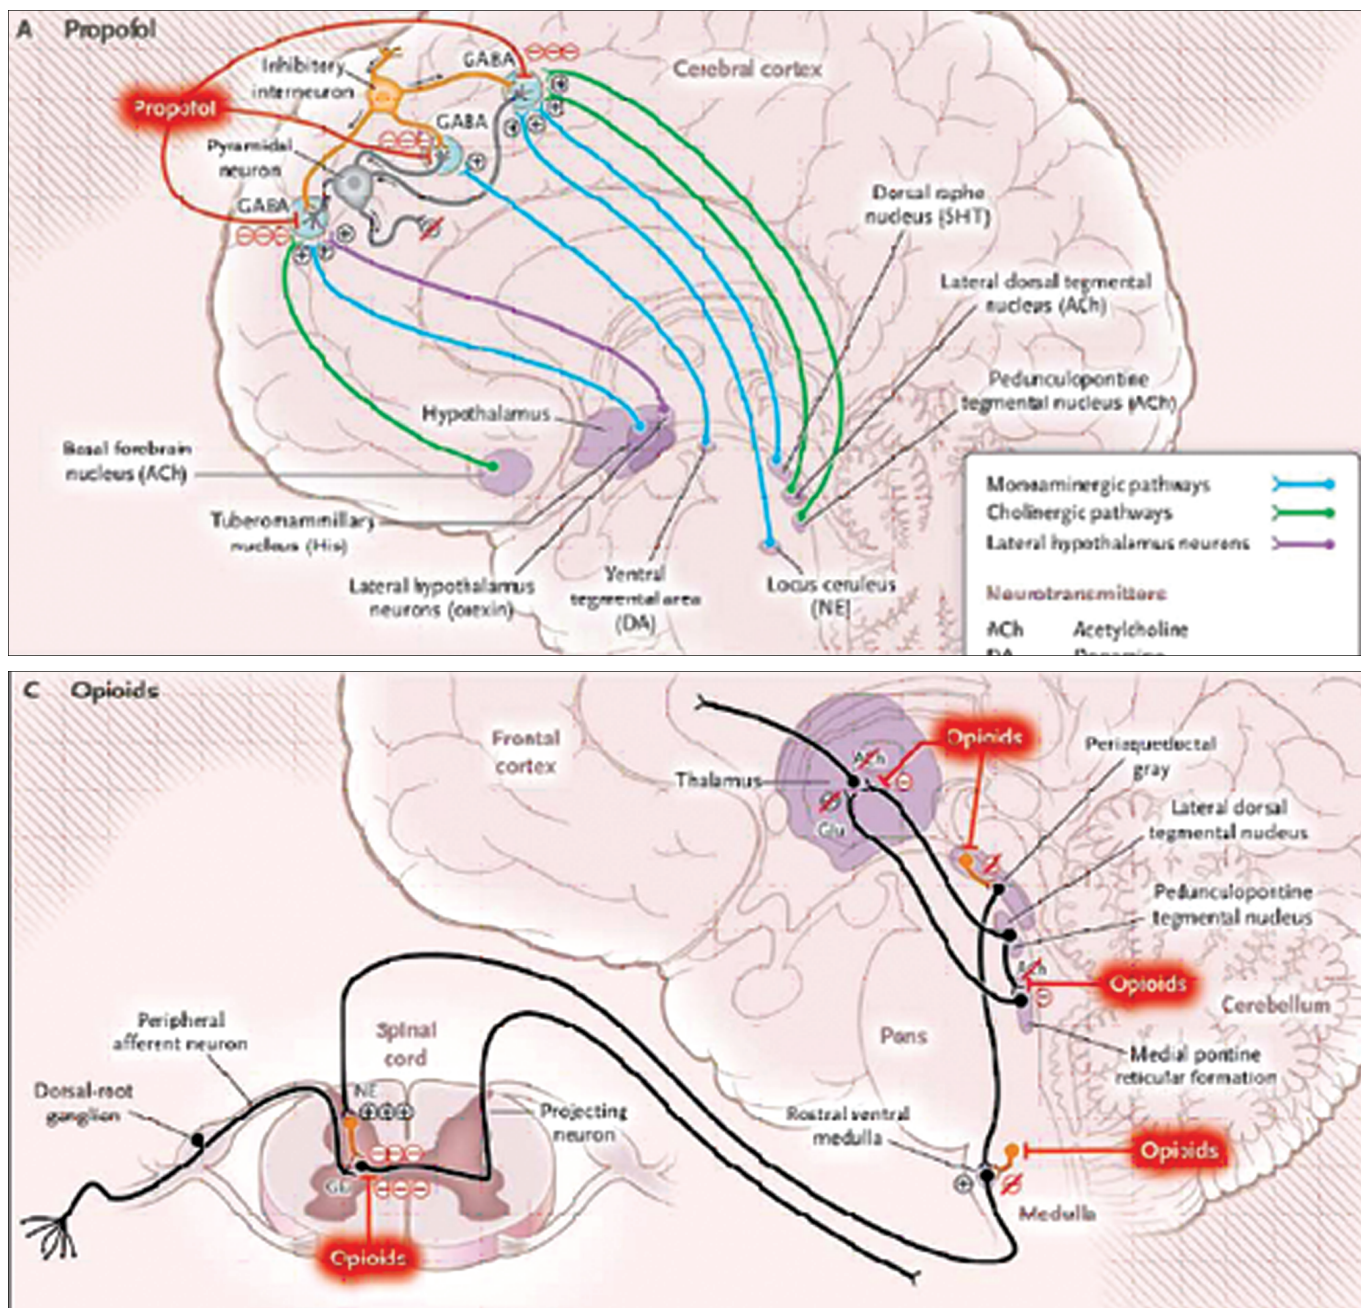 A Propofol
Inhibitory
interneuron
GABA
Cerebral cortex
Propofol
GABA
Pyramidal
neuron
GABA
Dorsal raphe
nucleus (5HT)
Lateral dorsal tegmental
nucleus (ACh)
Pedunculopontine
tegmental nucleus (ACh)
Hypothalamus
Basal forebrain
nucleus (ACh)
Tuberomammillary
nucleus (His)
Lateral hypothalamus
neurons (orexin)
Ventral
tegmental area
(DA)
Locus ceruleus
(NE)
Monoaminergic pathways
Cholinergic pathways
Lateral hypothalamus neurons
Neurotransmitters
ACh Acetylcholine
DA Dopamine
C Opioids
Frontal
cortex
Opioids
Periaqueductal
gray
ACh
Thalamus
Glu
Lateral dorsal
tegmental nucleus
Pedunculopontine
tegmental nucleus
ACh
Opioids
Cerebellum
Peripheral
afferent neuron
Spinal
cord
Pons
Medial pontine
reticular formation
Dorsal-root
ganglion
NE
Projecting
neuron
Rostral ventral
medulla
Opioids
Medulla
Opioids